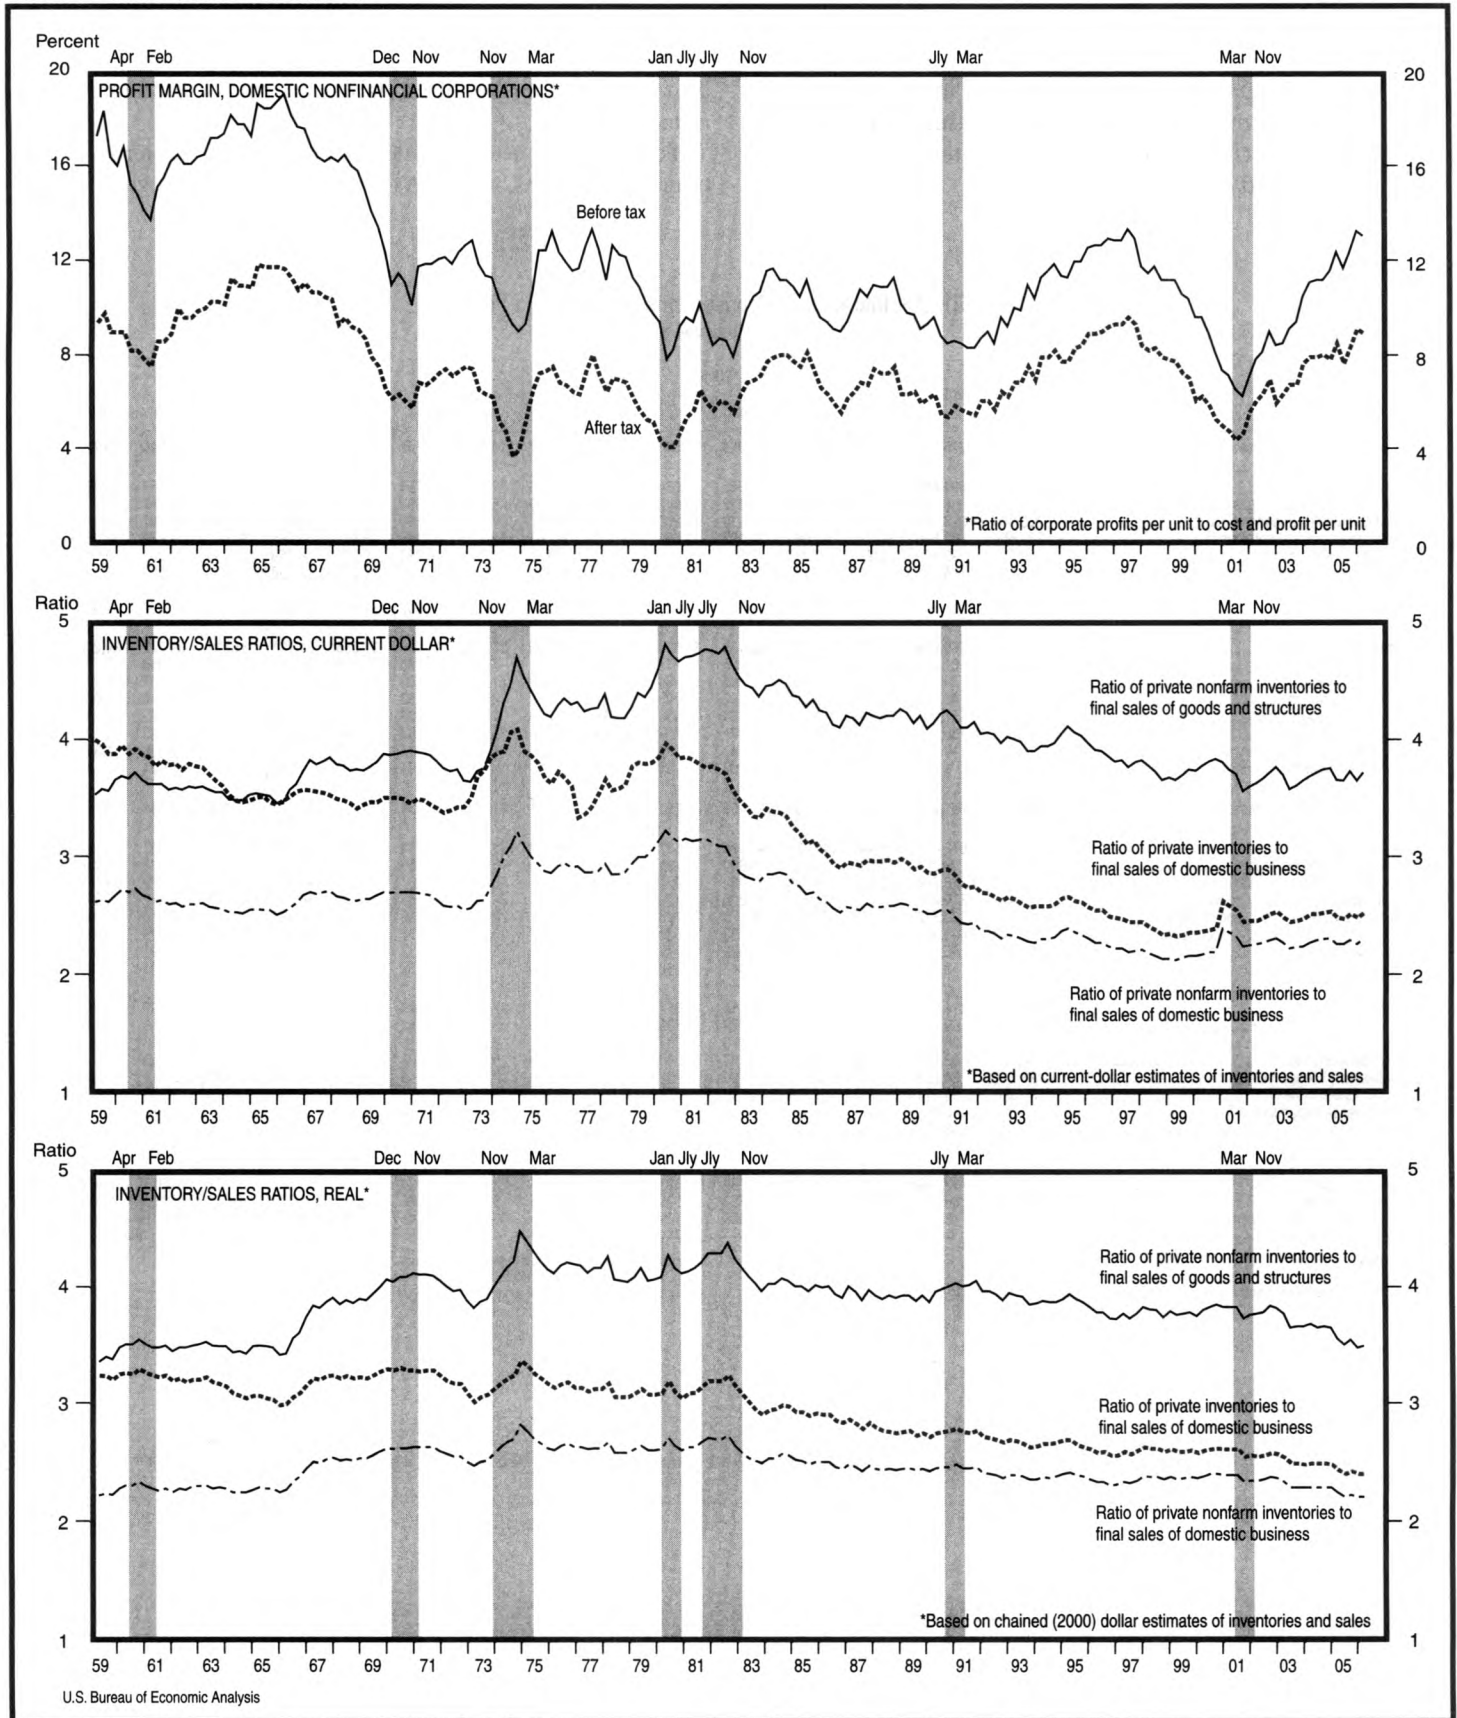 Percent
Apr Feb Dec Nov Nov Mar Jan Jly Jly Nov Jly Mar Mar Nov
20 20
PROFIT MARGIN, DOMESTIC NONFINANCIAL CORPORATIONS*
16 16
Before tax
12 12
8 8
After tax
4 4
*Ratio of corporate profits per unit to cost and profit per unit
0 0
59 61 63 65 67 69 71 73 75 77 79 81 83 85 87 89 91 93 95 97 99 01 03 05
Ratio
Apr Feb Dec Nov Nov Mar Jan Jly Jly Nov Jly Mar Mar Nov
5 5
INVENTORY/SALES RATIOS, CURRENT DOLLAR*
Ratio of private nonfarm inventories to
final sales of goods and structures
4 4
Ratio of private inventories to
final sales of domestic business
3 3
2 2
Ratio of private nonfarm inventories to
final sales of domestic business
*Based on current-dollar estimates of inventories and sales
1 1
59 61 63 65 67 69 71 73 75 77 79 81 83 85 87 89 91 93 95 97 99 01 03 05
Ratio
Apr Feb Dec Nov Nov Mar Jan Jly Jly Nov Jly Mar Mar Nov
5 5
INVENTORY/SALES RATIOS, REAL*
Ratio of private nonfarm inventories to
final sales of goods and structures
4 4
3 3
Ratio of private inventories to
final sales of domestic business
Ratio of private nonfarm inventories to
final sales of domestic business
2 2
*Based on chained (2000) dollar estimates of inventories and sales
1 1
59 61 63 65 67 69 71 73 75 77 79 81 83 85 87 89 91 93 95 97 99 01 03 05
U.S. Bureau of Economic Analysis